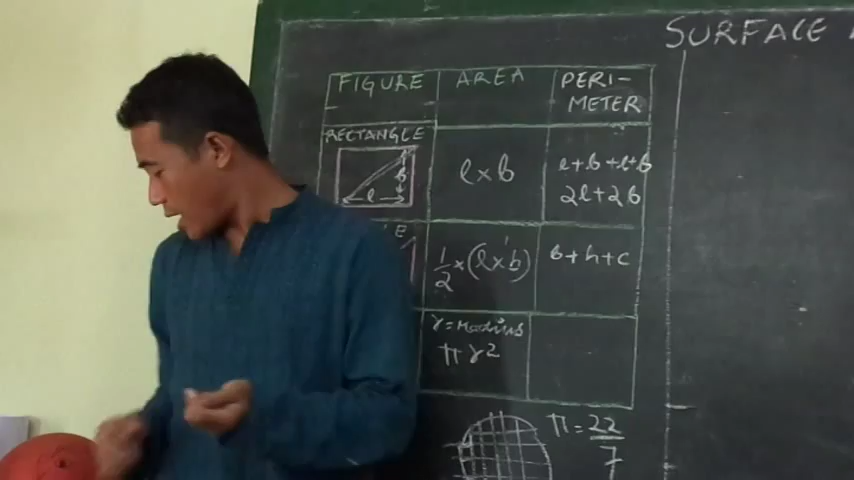 SURFACE
FIGURE AREA PERI-
METER
RECTANGLE
b
l
l×b
l+b+l+b
2l+2b
E
1/2×(l×b)
b+h+c
r=radius
πr2
π=22/7